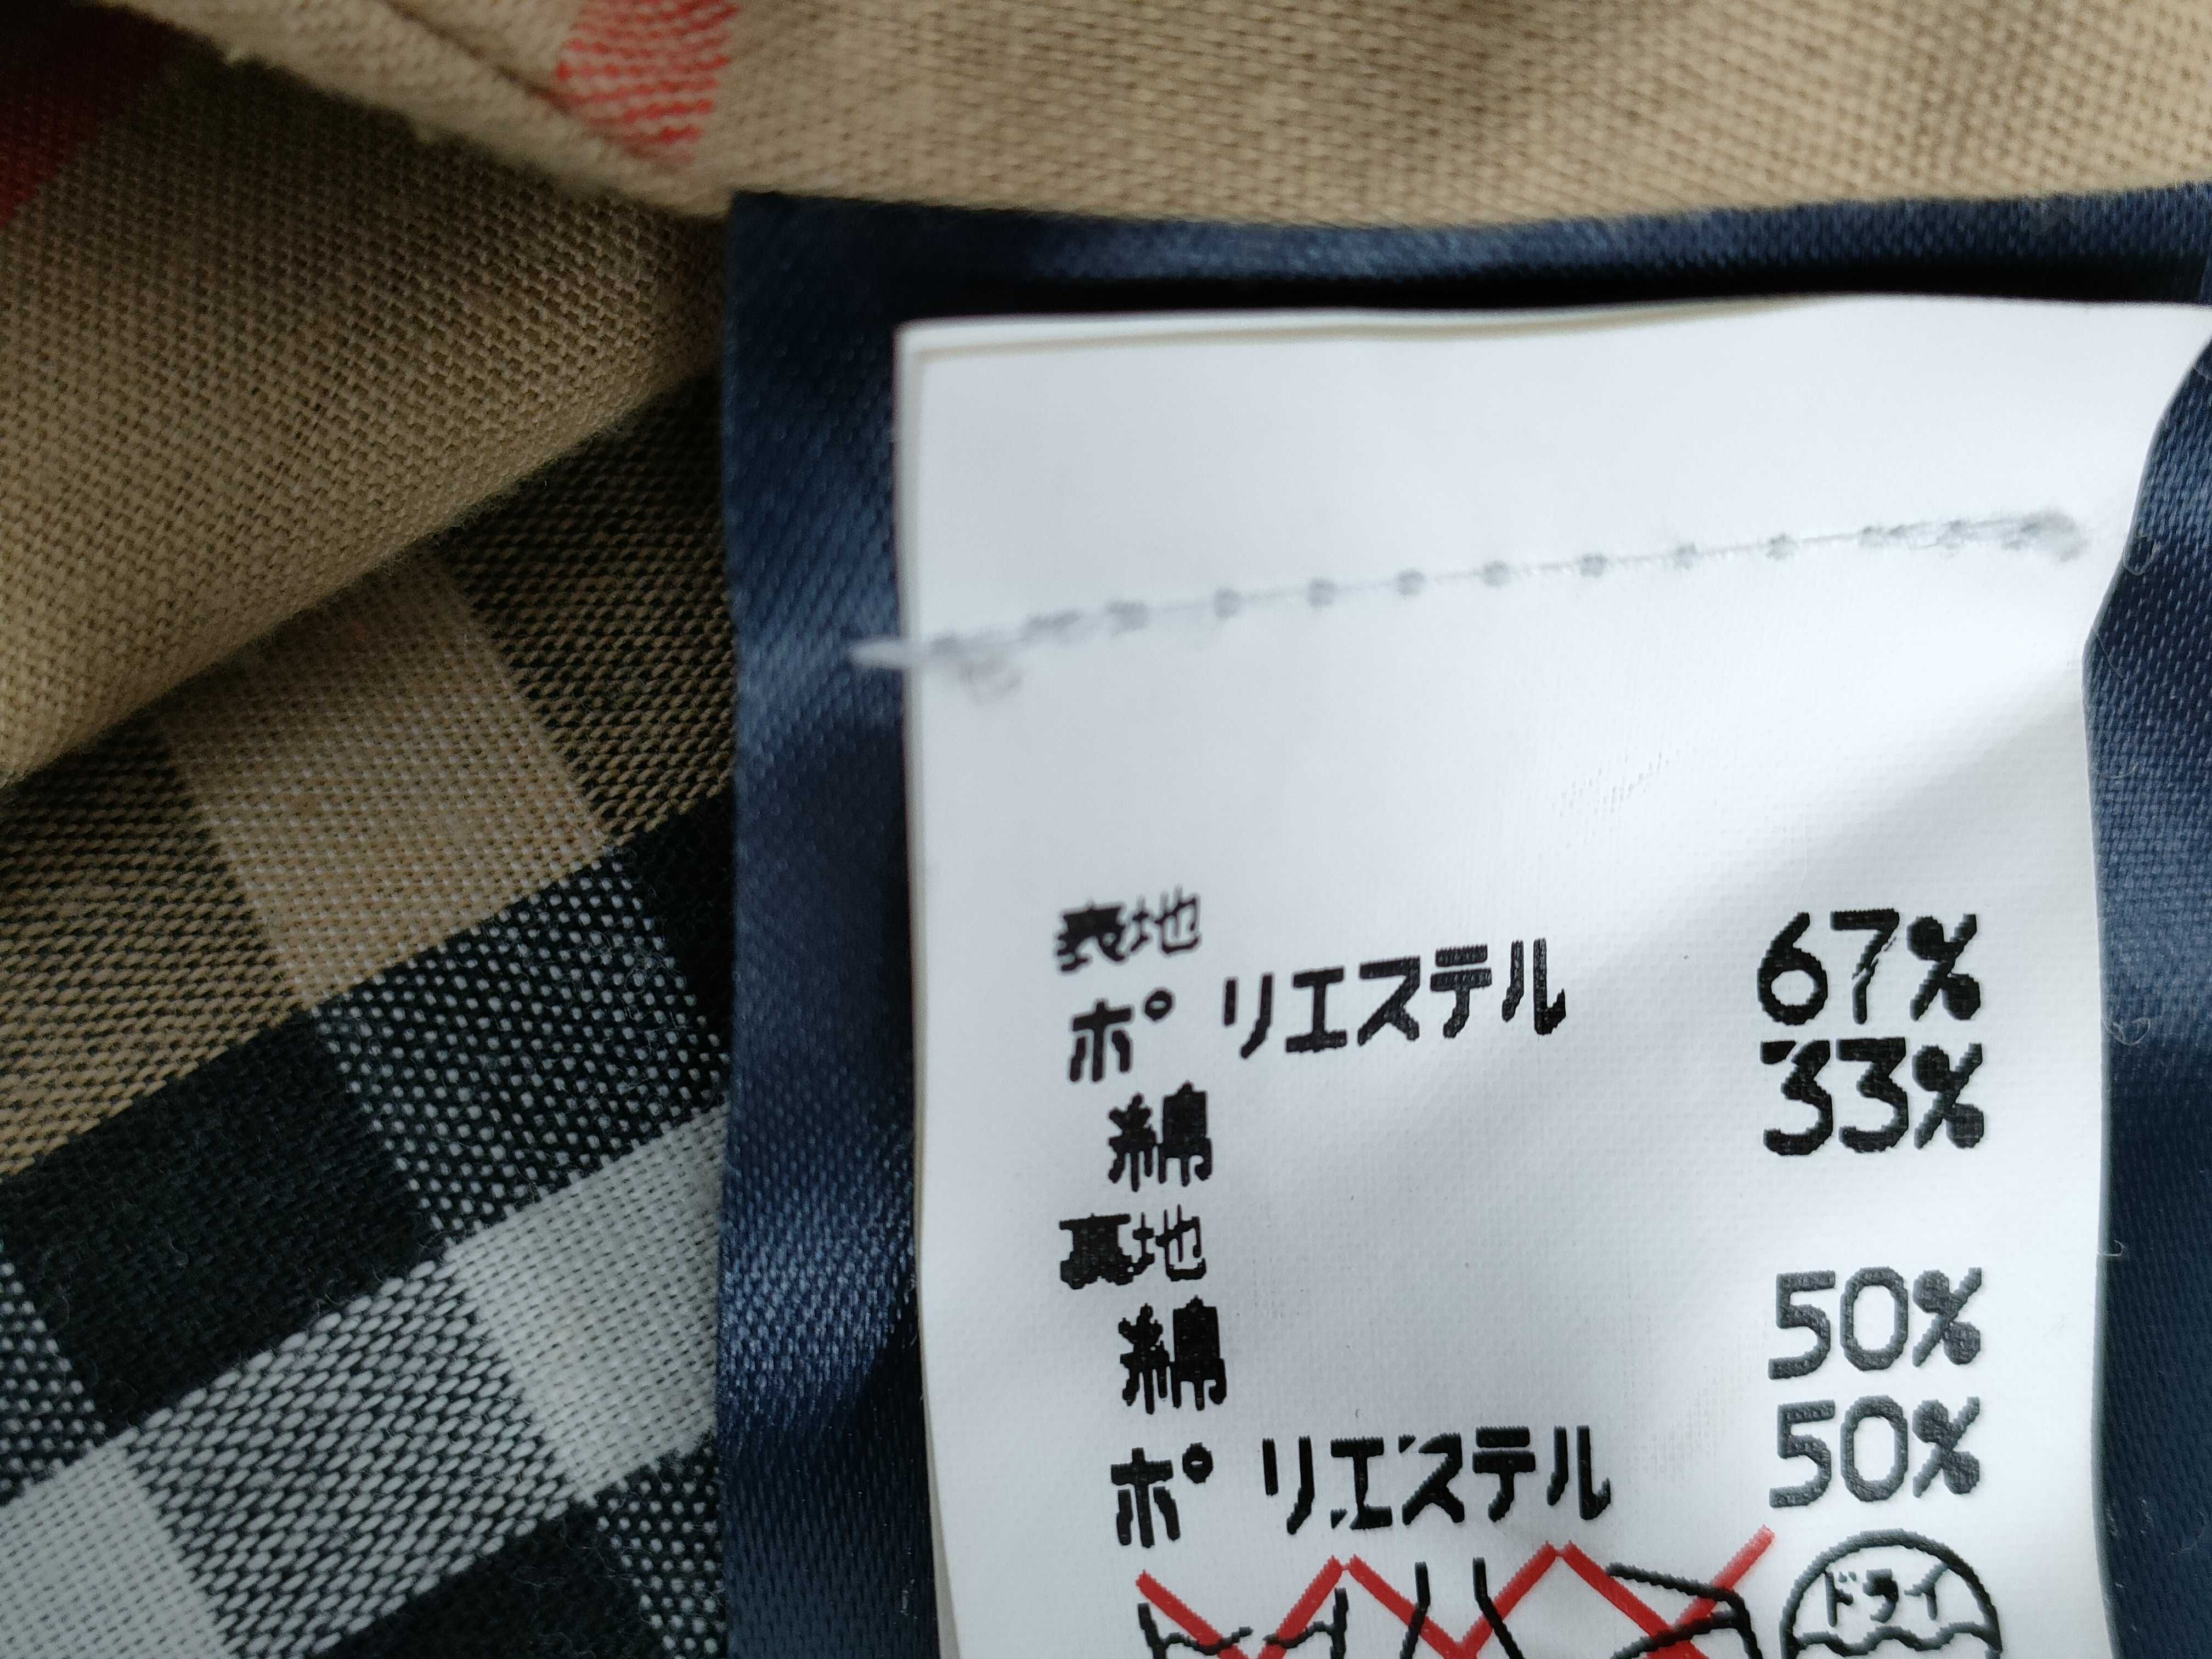 表地
ポリエステル 67%
綿 33%
裏地
綿 50%
ポリエステル 50%
ドライ